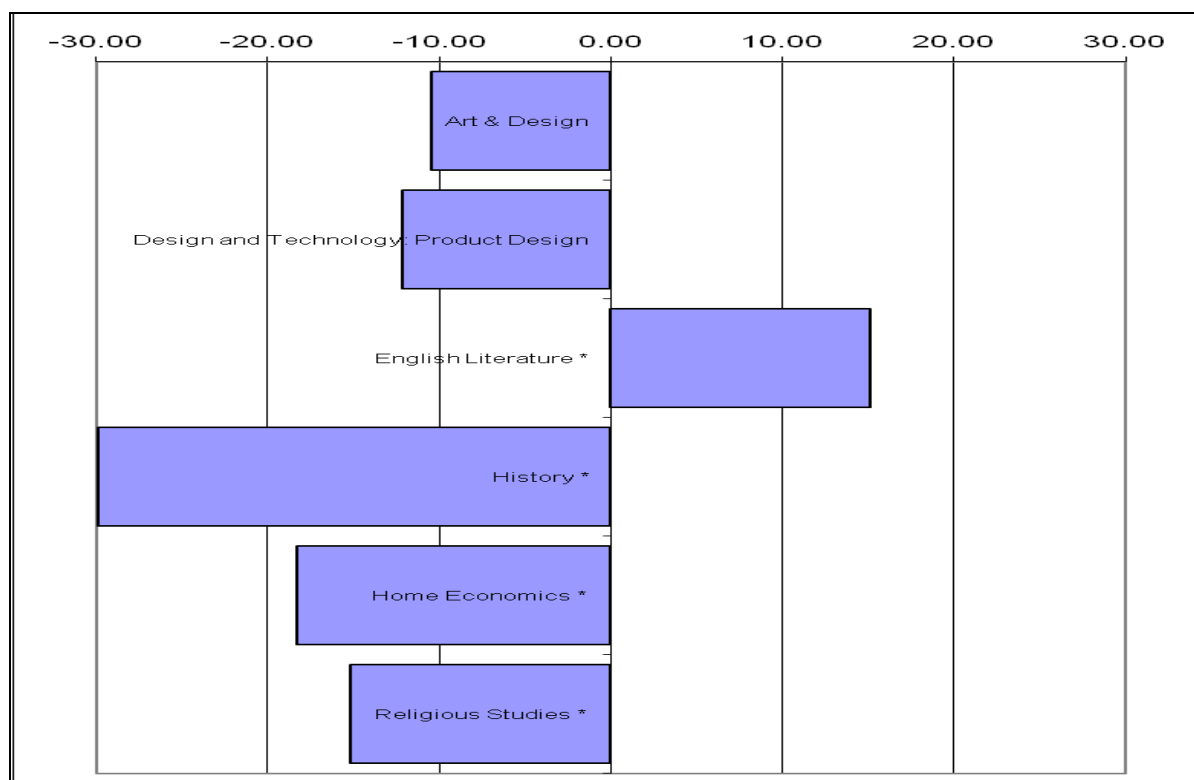 -30.00 -20.00 -10.00 0.00 10.00 20.00 30.00
Art & Design
Design and Technology: Product Design
English Literature *
History *
Home Economics *
Religious Studies *